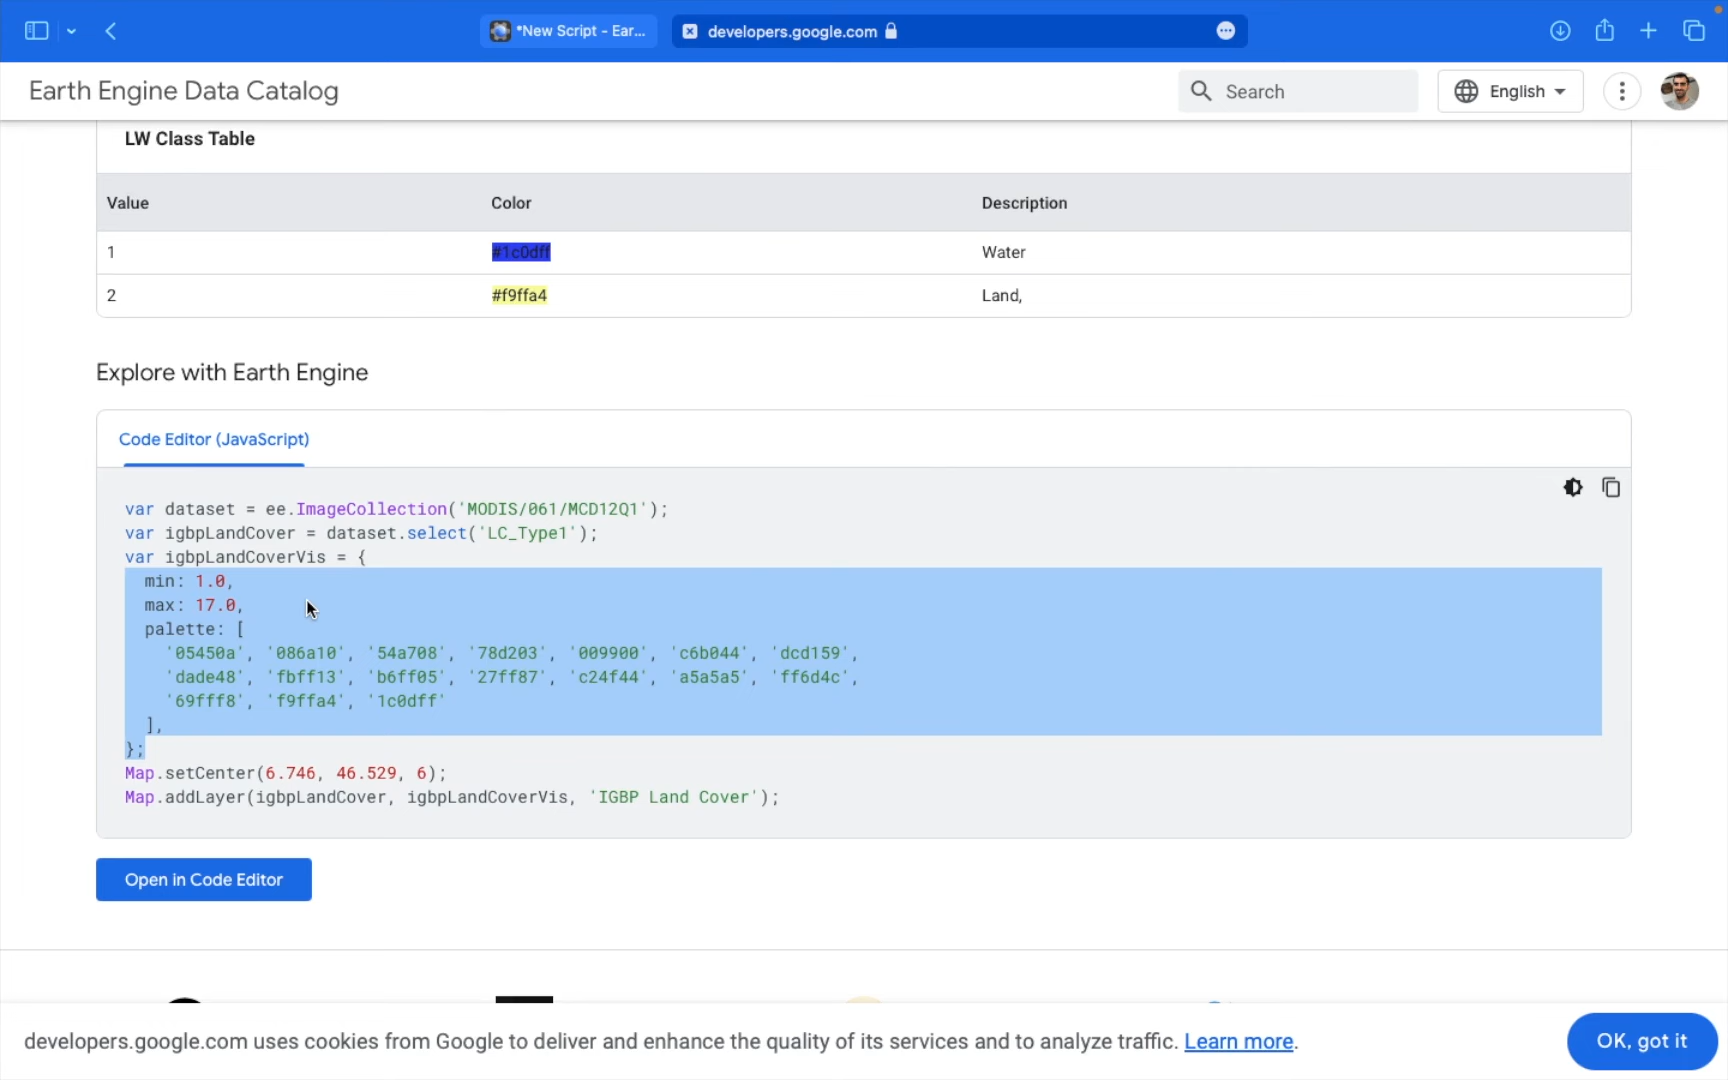 *New Script - Ear...
developers.google.com
Earth Engine Data Catalog
Search
English
LW Class Table
Value Color Description
1 #1c0dff Water
2 #f9ffa4 Land,
Explore with Earth Engine
Code Editor (JavaScript)
var dataset = ee.ImageCollection('MODIS/061/MCD12Q1');
var igbpLandCover = dataset.select('LC_Type1');
var igbpLandCoverVis = {
min: 1.0,
max: 17.0,
palette: [
'05450a', '086a10', '54a708', '78d203', '009900', 'c6b044', 'dcd159',
'dade48', 'fbff13', 'b6ff05', '27ff87', 'c24f44', 'a5a5a5', 'ff6d4c',
'69fff8', 'f9ffa4', '1c0dff'
],
};
Map.setCenter(6.746, 46.529, 6);
Map.addLayer(igbpLandCover, igbpLandCoverVis, 'IGBP Land Cover');
Open in Code Editor
developers.google.com uses cookies from Google to deliver and enhance the quality of its services and to analyze traffic. Learn more.
OK, got it